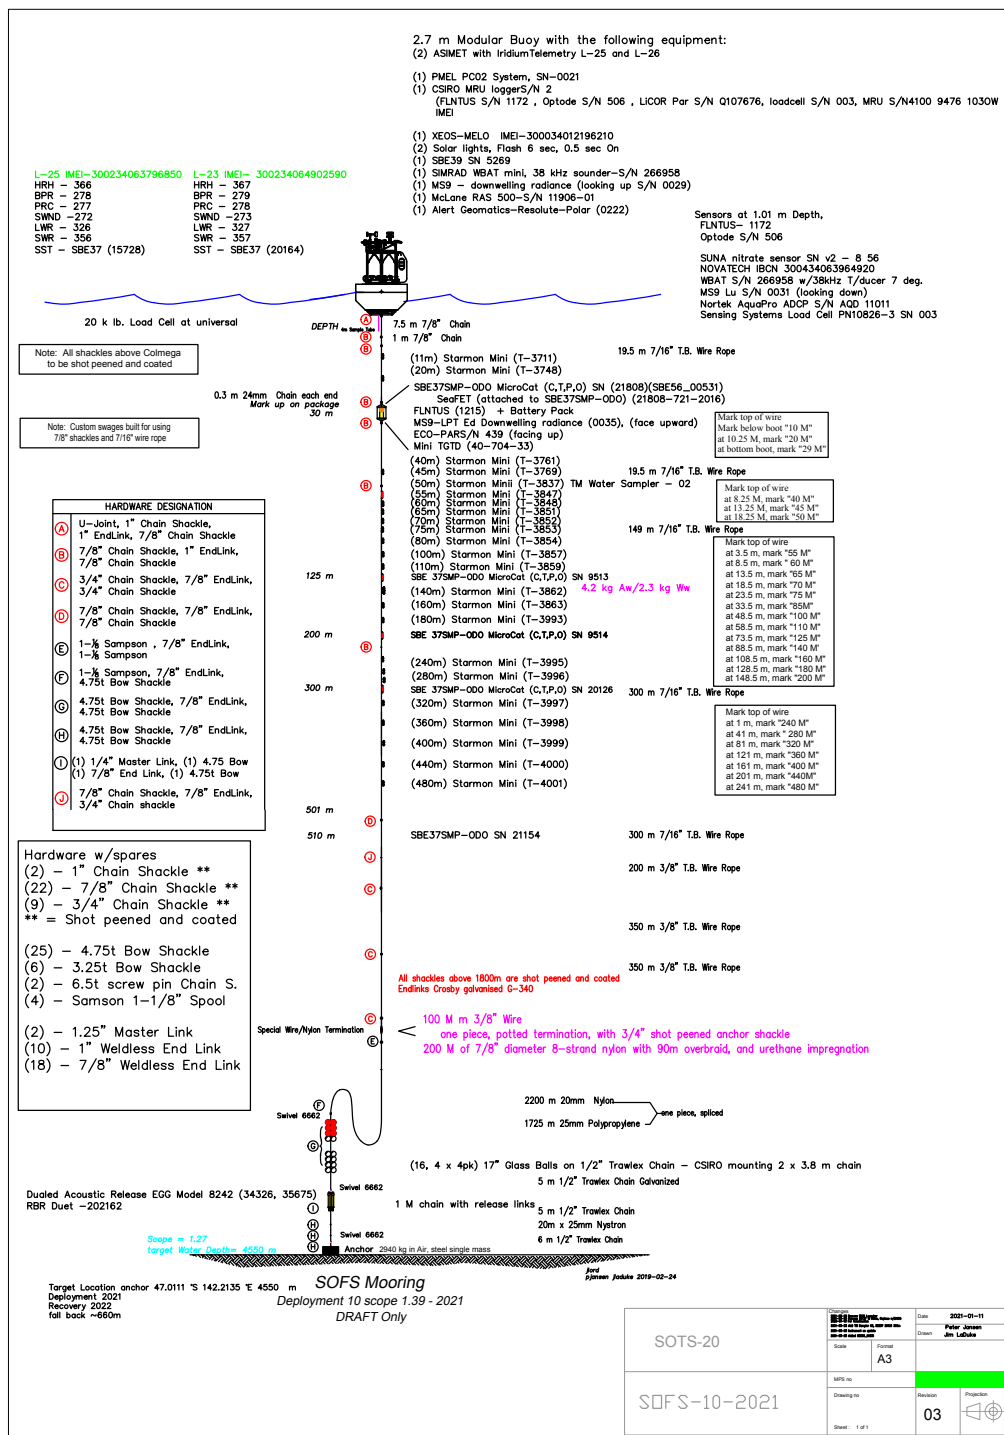 2.7 m Modular Buoy with the following equipment:
(2) ASIMET with IridiumTelemetry L-25 and L-26
(1) PMEL PC02 System, SN-0021
(1) CSIRO MRU loggerS/N 2
(FLNTUS S/N 1172 , Optode S/N 506 , LiCOR Par S/N Q107676, loadcell S/N 003, MRU S/N4100 9476 1030W
IMEI
(1) XEOS-MELO IMEI-300034012196210
(2) Solar lights, Flash 6 sec, 0.5 sec On
(1) SBE39 SN 5269
(1) SIMRAD WBAT mini, 38 kHz sounder-S/N 266958
(1) MS9 - downwelling radiance (looking up S/N 0029)
(1) McLane RAS 500-S/N 11906-01
(1) Alert Geomatics-Resolute-Polar (0222)
L-25 IMEI-300234063796850
HRH - 366
BPR - 278
PRC - 277
SWND -272
LWR - 326
SWR - 356
SST - SBE37 (15728)
L-23 IMEI- 300234064902590
HRH - 367
BPR - 279
PRC - 278
SWND -273
LWR - 327
SWR - 357
SST - SBE37 (20164)
Sensors at 1.01 m Depth,
FLNTUS- 1172
Optode S/N 506
SUNA nitrate sensor SN v2 - 8 56
NOVATECH IBCN 300434063964920
WBAT S/N 266958 w/38kHz T/ducer 7 deg.
MS9 Lu S/N 0031 (looking down)
Nortek AquaPro ADCP S/N AQD 11011
Sensing Systems Load Cell PN10826-3 SN 003
20 k lb. Load Cell at universal
DEPTH
4m Sample Tube
A
7.5 m 7/8" Chain
B
1 m 7/8" Chain
B
19.5 m 7/16" T.B. Wire Rope
Note: All shackles above Colmega
to be shot peened and coated
(11m) Starmon Mini (T-3711)
(20m) Starmon Mini (T-3748)
0.3 m 24mm Chain each end
Mark up on package
30 m
B
B
SBE37SMP-ODO MicroCat (C,T,P,O) SN (21808)(SBE56_00531)
SeaFET (attached to SBE37SMP-ODO) (21808-721-2016)
FLNTUS (1215) + Battery Pack
MS9-LPT Ed Downwelling radiance (0035), (face upward)
ECO-PARS/N 439 (facing up)
Mini TGTD (40-704-33)
Note: Custom swages built for using
7/8" shackles and 7/16" wire rope
Mark top of wire
Mark below boot "10 M"
at 10.25 M, mark "20 M"
at bottom boot, mark "29 M"
(40m) Starmon Mini (T-3761)
(45m) Starmon Mini (T-3769)
19.5 m 7/16" T.B. Wire Rope
B
(50m) Starmon Minii (T-3837) TM Water Sampler - 02
(55m) Starmon Mini (T-3847)
(60m) Starmon Mini (T-3848)
(65m) Starmon Mini (T-3851)
(70m) Starmon Mini (T-3852)
(75m) Starmon Mini (T-3853)
149 m 7/16" T.B. Wire Rope
(80m) Starmon Mini (T-3854)
(100m) Starmon Mini (T-3857)
(110m) Starmon Mini (T-3859)
125 m
SBE 37SMP-ODO MicroCat (C,T,P,O) SN 9513
4.2 kg Aw/2.3 kg Ww
(140m) Starmon Mini (T-3862)
(160m) Starmon Mini (T-3863)
(180m) Starmon Mini (T-3993)
200 m
SBE 37SMP-ODO MicroCat (C,T,P,O) SN 9514
B
(240m) Starmon Mini (T-3995)
(280m) Starmon Mini (T-3996)
300 m
SBE 37SMP-ODO MicroCat (C,T,P,O) SN 20126
300 m 7/16" T.B. Wire Rope
(320m) Starmon Mini (T-3997)
(360m) Starmon Mini (T-3998)
(400m) Starmon Mini (T-3999)
(440m) Starmon Mini (T-4000)
(480m) Starmon Mini (T-4001)
Mark top of wire
at 8.25 M, mark "40 M"
at 13.25 M, mark "45 M"
at 18.25 M, mark "50 M"
Mark top of wire
at 3.5 m, mark "55 M"
at 8.5 m, mark " 60 M"
at 13.5 m, mark "65 M"
at 18.5 m, mark "70 M"
at 23.5 m, mark "75 M"
at 33.5 m, mark "85M"
at 48.5 m, mark "100 M"
at 58.5 m, mark "110 M"
at 73.5 m, mark "125 M"
at 88.5 m, mark "140 M'
at 108.5 m, mark "160 M"
at 128.5 m, mark "180 M"
at 148.5 m, mark "200 M"
Mark top of wire
at 1 m, mark "240 M"
at 41 m, mark " 280 M"
at 81 m, mark "320 M"
at 121 m, mark "360 M"
at 161 m, mark "400 M"
at 201 m, mark "440M"
at 241 m, mark "480 M"
HARDWARE DESIGNATION
A U-Joint, 1" Chain Shackle,
1" EndLink, 7/8" Chain Shackle
B 7/8" Chain Shackle, 1" EndLink,
7/8" Chain Shackle
C 3/4" Chain Shackle, 7/8" EndLink,
3/4" Chain Shackle
D 7/8" Chain Shackle, 7/8" EndLink,
7/8" Chain Shackle
E 1-⅛ Sampson , 7/8" EndLink,
1-⅛ Sampson
F 1-⅛ Sampson, 7/8" EndLink,
4.75t Bow Shackle
G 4.75t Bow Shackle, 7/8" EndLink,
4.75t Bow Shackle
H 4.75t Bow Shackle, 7/8" EndLink,
4.75t Bow Shackle
I (1) 1/4" Master Link, (1) 4.75 Bow
(1) 7/8" End Link, (1) 4.75t Bow
J 7/8" Chain Shackle, 7/8" EndLink,
3/4" Chain shackle
501 m
D
510 m
SBE37SMP-ODO SN 21154
300 m 7/16" T.B. Wire Rope
J
200 m 3/8" T.B. Wire Rope
C
350 m 3/8" T.B. Wire Rope
C
350 m 3/8" T.B. Wire Rope
Hardware w/spares
(2) - 1" Chain Shackle **
(22) - 7/8" Chain Shackle **
(9) - 3/4" Chain Shackle **
** = Shot peened and coated
(25) - 4.75t Bow Shackle
(6) - 3.25t Bow Shackle
(2) - 6.5t screw pin Chain S.
(4) - Samson 1-1/8" Spool
(2) - 1.25" Master Link
(10) - 1" Weldless End Link
(18) - 7/8" Weldless End Link
All shackles above 1800m are shot peened and coated
Endlinks Crosby galvanised G-340
C
Special Wire/Nylon Termination
E
100 M m 3/8" Wire
one piece, potted termination, with 3/4" shot peened anchor shackle
200 M of 7/8" diameter 8-strand nylon with 90m overbraid, and urethane impregnation
F
Swivel 6662
2200 m 20mm Nylon
one piece, spliced
1725 m 25mm Polypropylene
G
(16, 4 x 4pk) 17" Glass Balls on 1/2" Trawlex Chain - CSIRO mounting 2 x 3.8 m chain
5 m 1/2" Trawlex Chain Galvanized
Swivel 6662
Dualed Acoustic Release EGG Model 8242 (34326, 35675)
RBR Duet -202162
I
1 M chain with release links
5 m 1/2" Trawlex Chain
20m x 25mm Nystron
6 m 1/2" Trawlex Chain
H
H
Swivel 6662
H
Scope = 1.27
target Water Depth= 4550 m
Anchor 2940 kg in Air, steel single mass
jlord
pjansen jladuke 2019-02-24
Target Location anchor 47.0111 'S 142.2135 'E 4550 m
Deployment 2021
Recovery 2022
fall back ~660m
SOFS Mooring
Deployment 10 scope 1.39 - 2021
DRAFT Only
SOTS-20
SOFS-10-2021
Changes
Date 2021-01-11
Drawn Peter Jansen
Jim LaDuke
Scale
Format
A3
MPS no
Drawing no
Revision
03
Projection
Sheet : 1 of 1